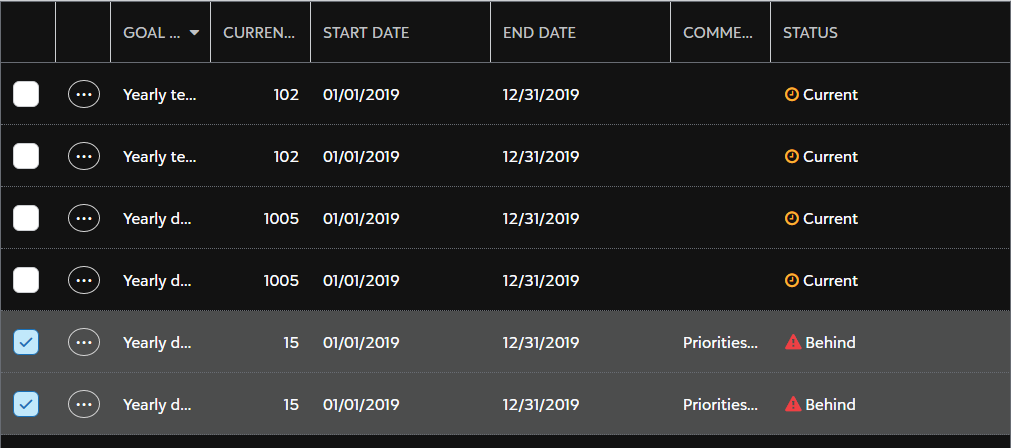 GOAL ... CURREN... START DATE END DATE COMME... STATUS
Yearly te... 102 01/01/2019 12/31/2019 Current
Yearly te... 102 01/01/2019 12/31/2019 Current
Yearly d... 1005 01/01/2019 12/31/2019 Current
Yearly d... 1005 01/01/2019 12/31/2019 Current
Yearly d... 15 01/01/2019 12/31/2019 Priorities... Behind
Yearly d... 15 01/01/2019 12/31/2019 Priorities... Behind